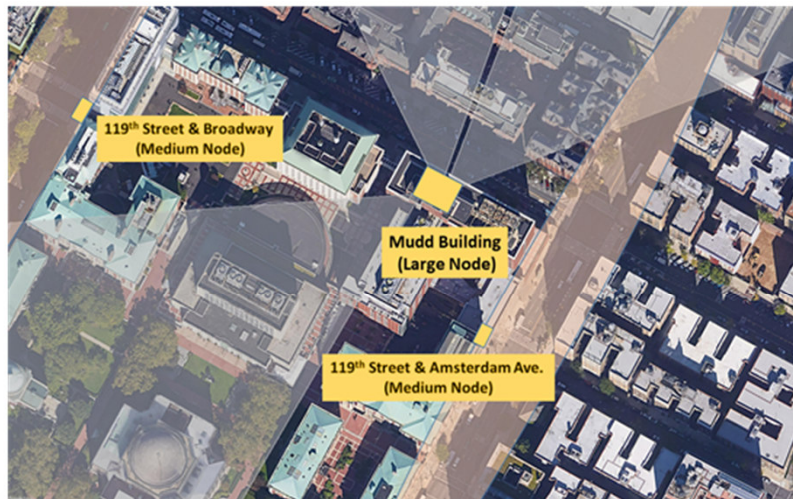 119th Street & Broadway
(Medium Node)
Mudd Building
(Large Node)
119th Street & Amsterdam Ave.
(Medium Node)